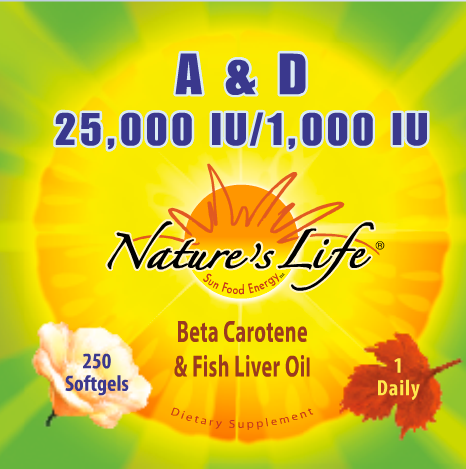 A & D
25,000 IU/1,000 IU
Nature's Life®
Sun Food Energy™
Beta Carotene
& Fish Liver Oil
250
Softgels
1
Daily
Dietary Supplement